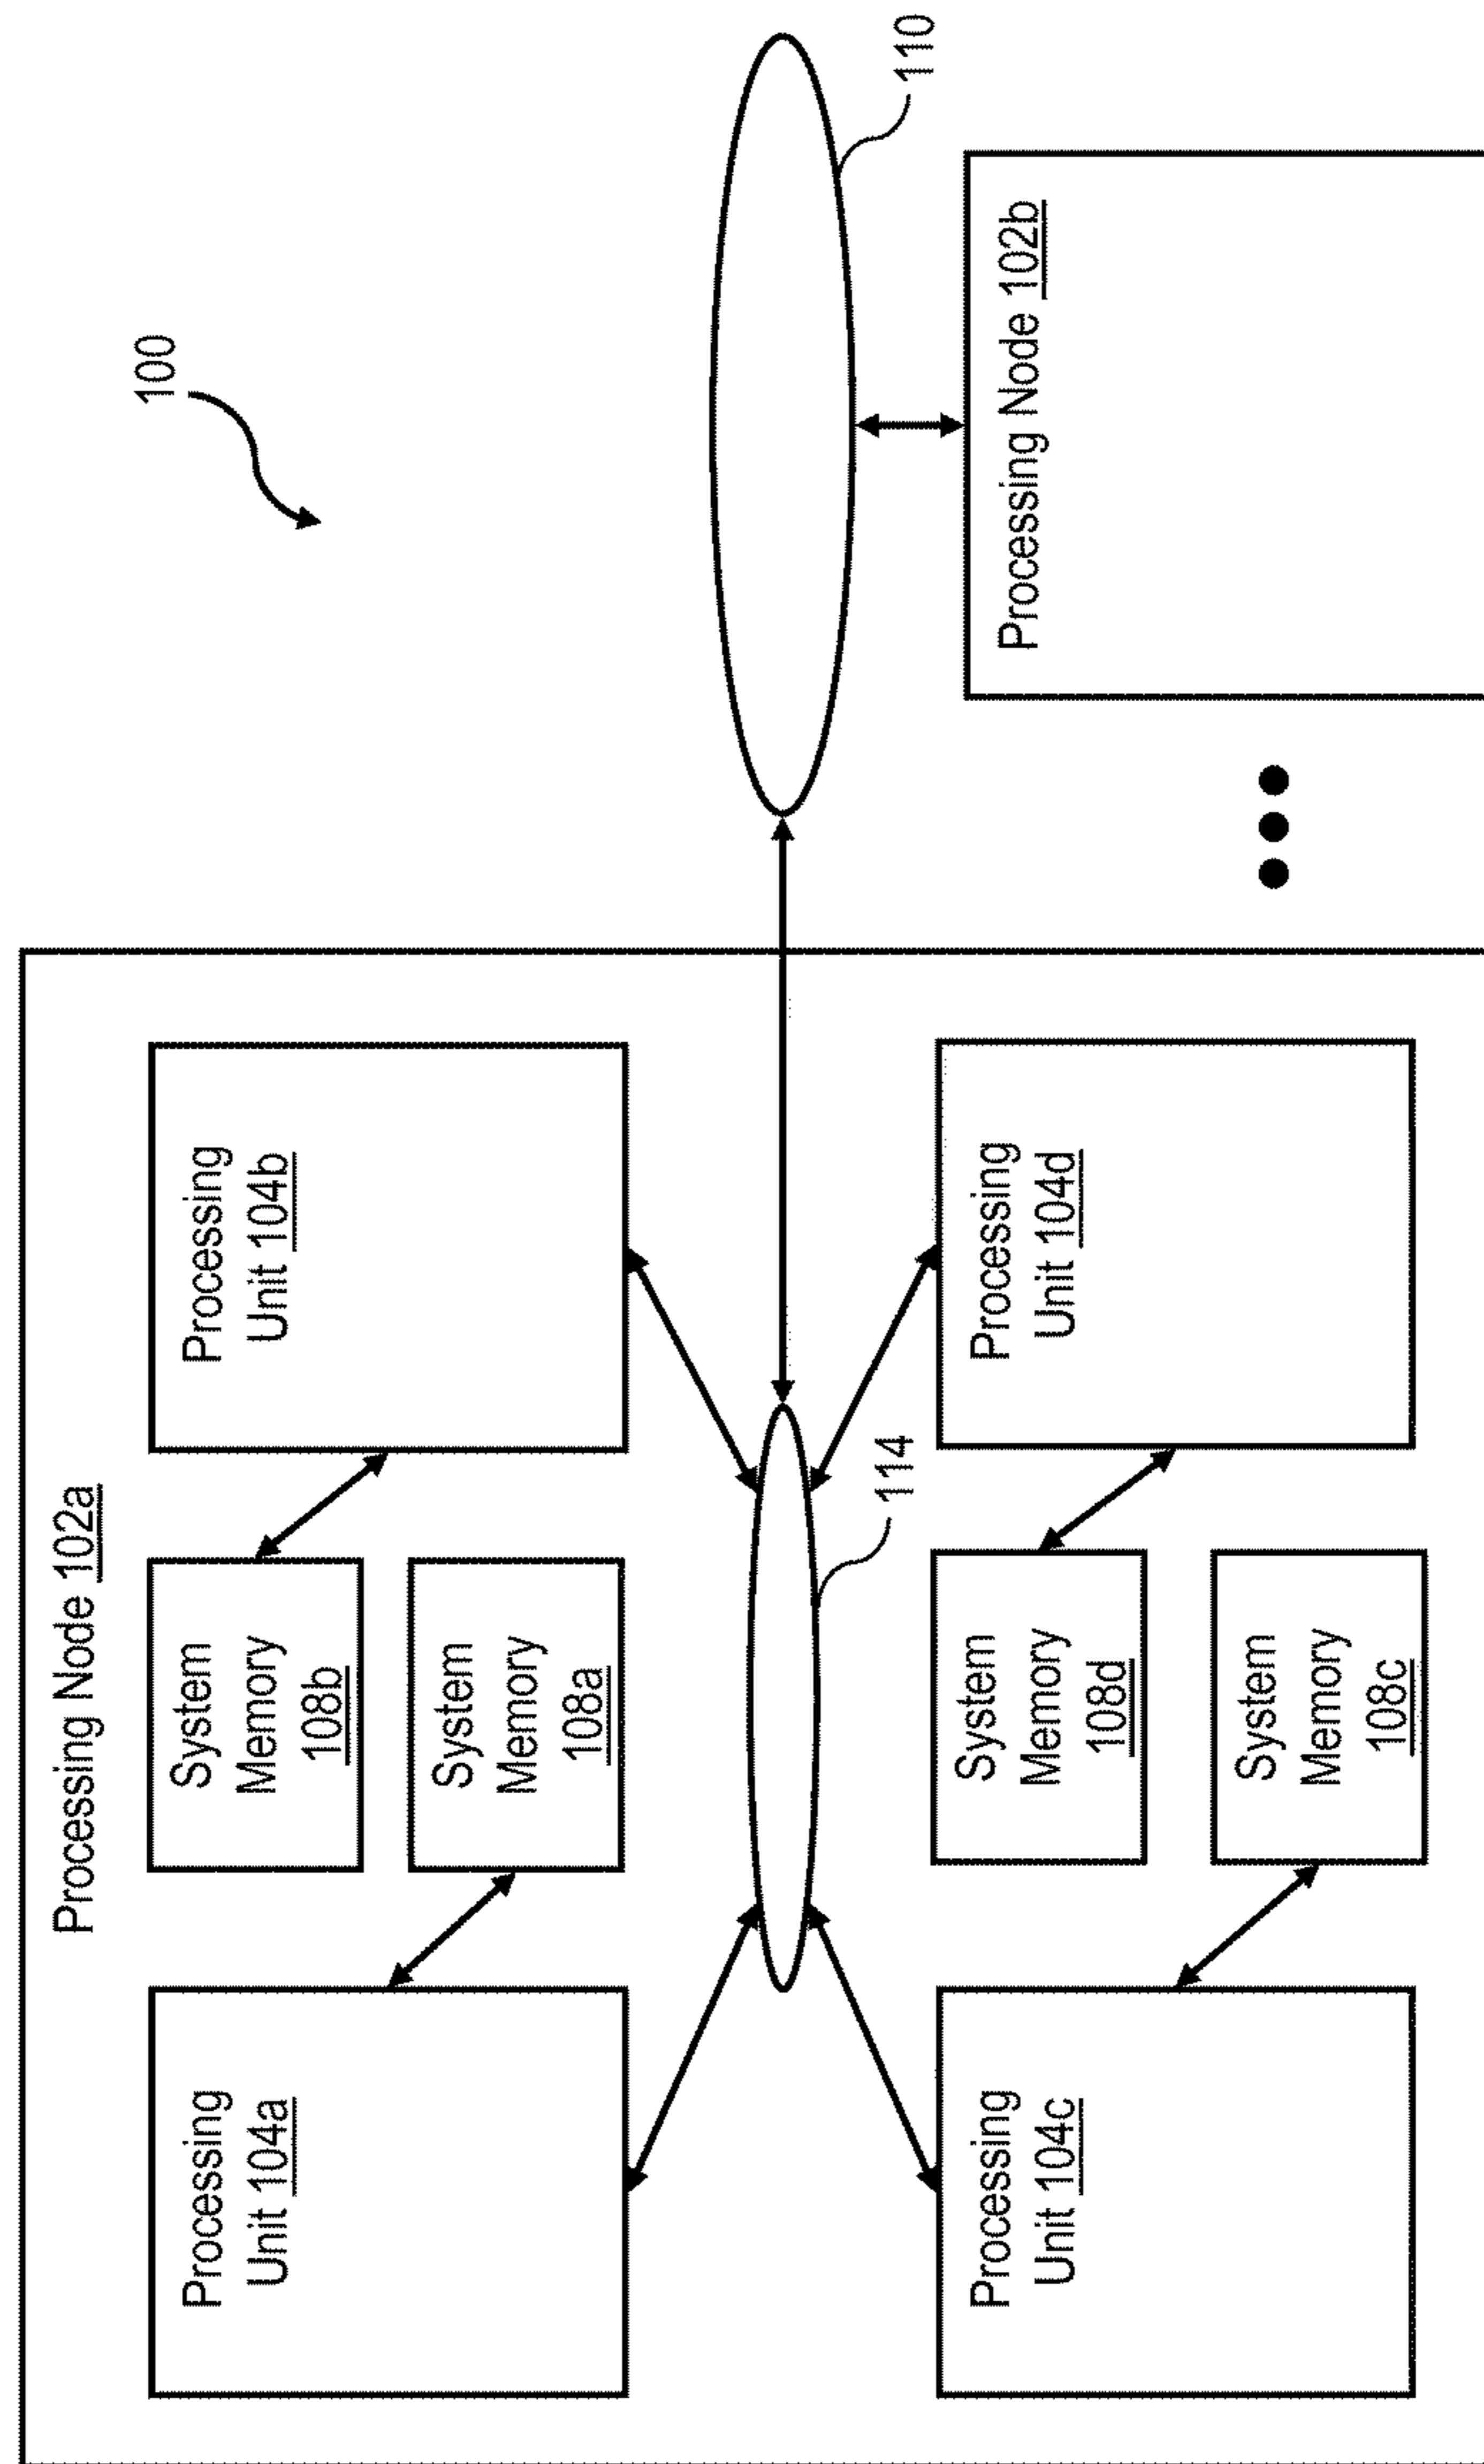 100
Processing Node 102a
Processing
Unit 104a
System
Memory
108b
System
Memory
108a
Processing
Unit 104b
110
114
Processing
Unit 104c
System
Memory
108d
System
Memory
108c
Processing
Unit 104d
Processing Node 102b